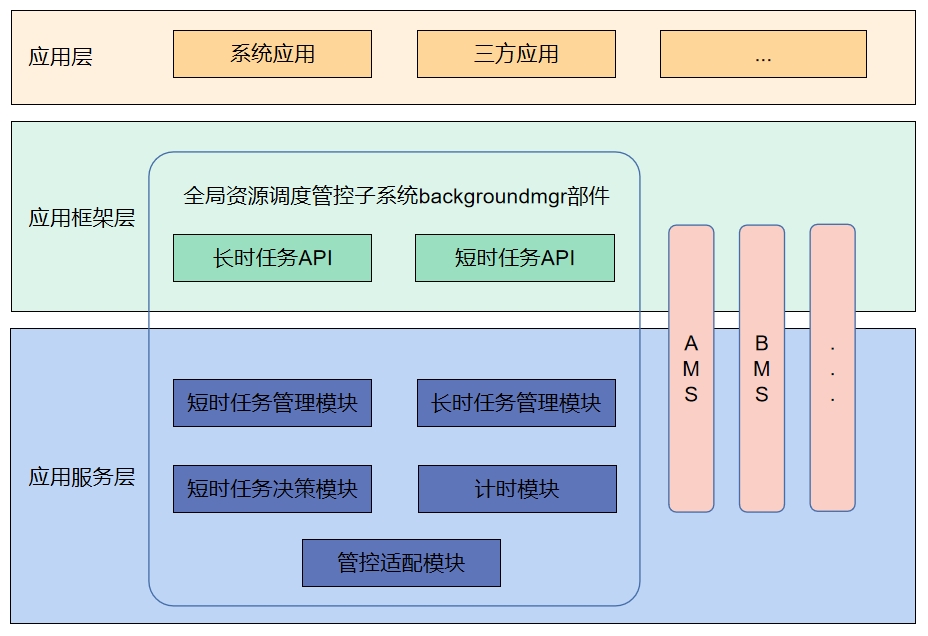 应用层
系统应用
三方应用
...
应用框架层
全局资源调度管控子系统backgroundmgr部件
长时任务API
短时任务API
应用服务层
短时任务管理模块
长时任务管理模块
短时任务决策模块
计时模块
管控适配模块
A
M
S
B
M
S
.
.
.